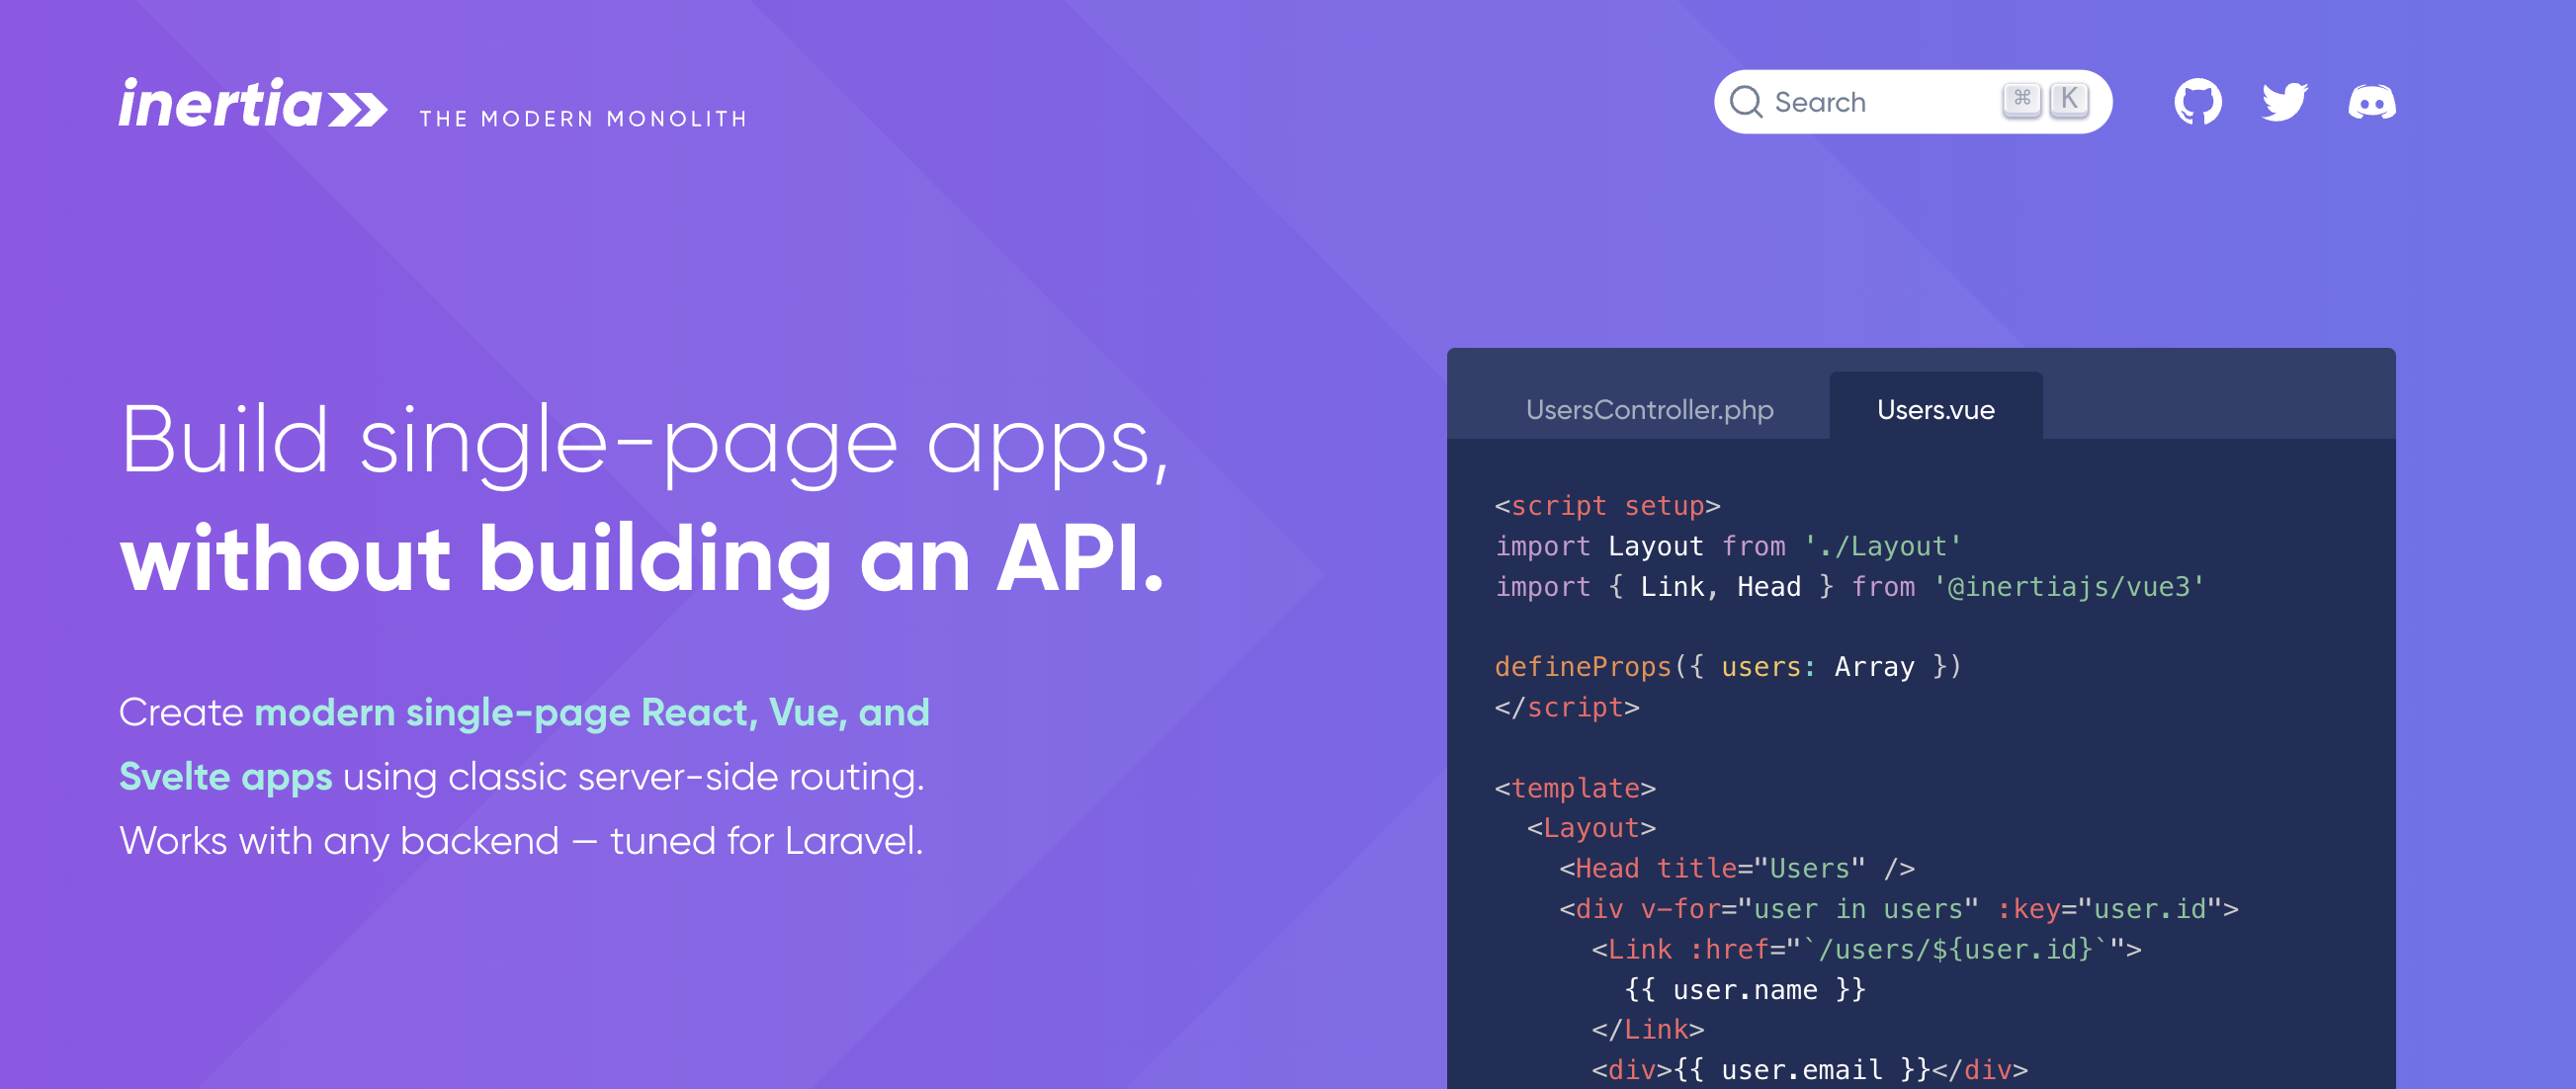 inertia
THE MODERN MONOLITH
Search
⌘ K
Build single-page apps,
without building an API.
Create modern single-page React, Vue, and
Svelte apps using classic server-side routing.
Works with any backend — tuned for Laravel.
UsersController.php
Users.vue
<script setup>
import Layout from './Layout'
import { Link, Head } from '@inertiajs/vue3'
defineProps({ users: Array })
</script>
<template>
<Layout>
<Head title="Users" />
<div v-for="user in users" :key="user.id">
<Link :href="`/users/${user.id}`">
{{ user.name }}
</Link>
<div>{{ user.email }}</div>